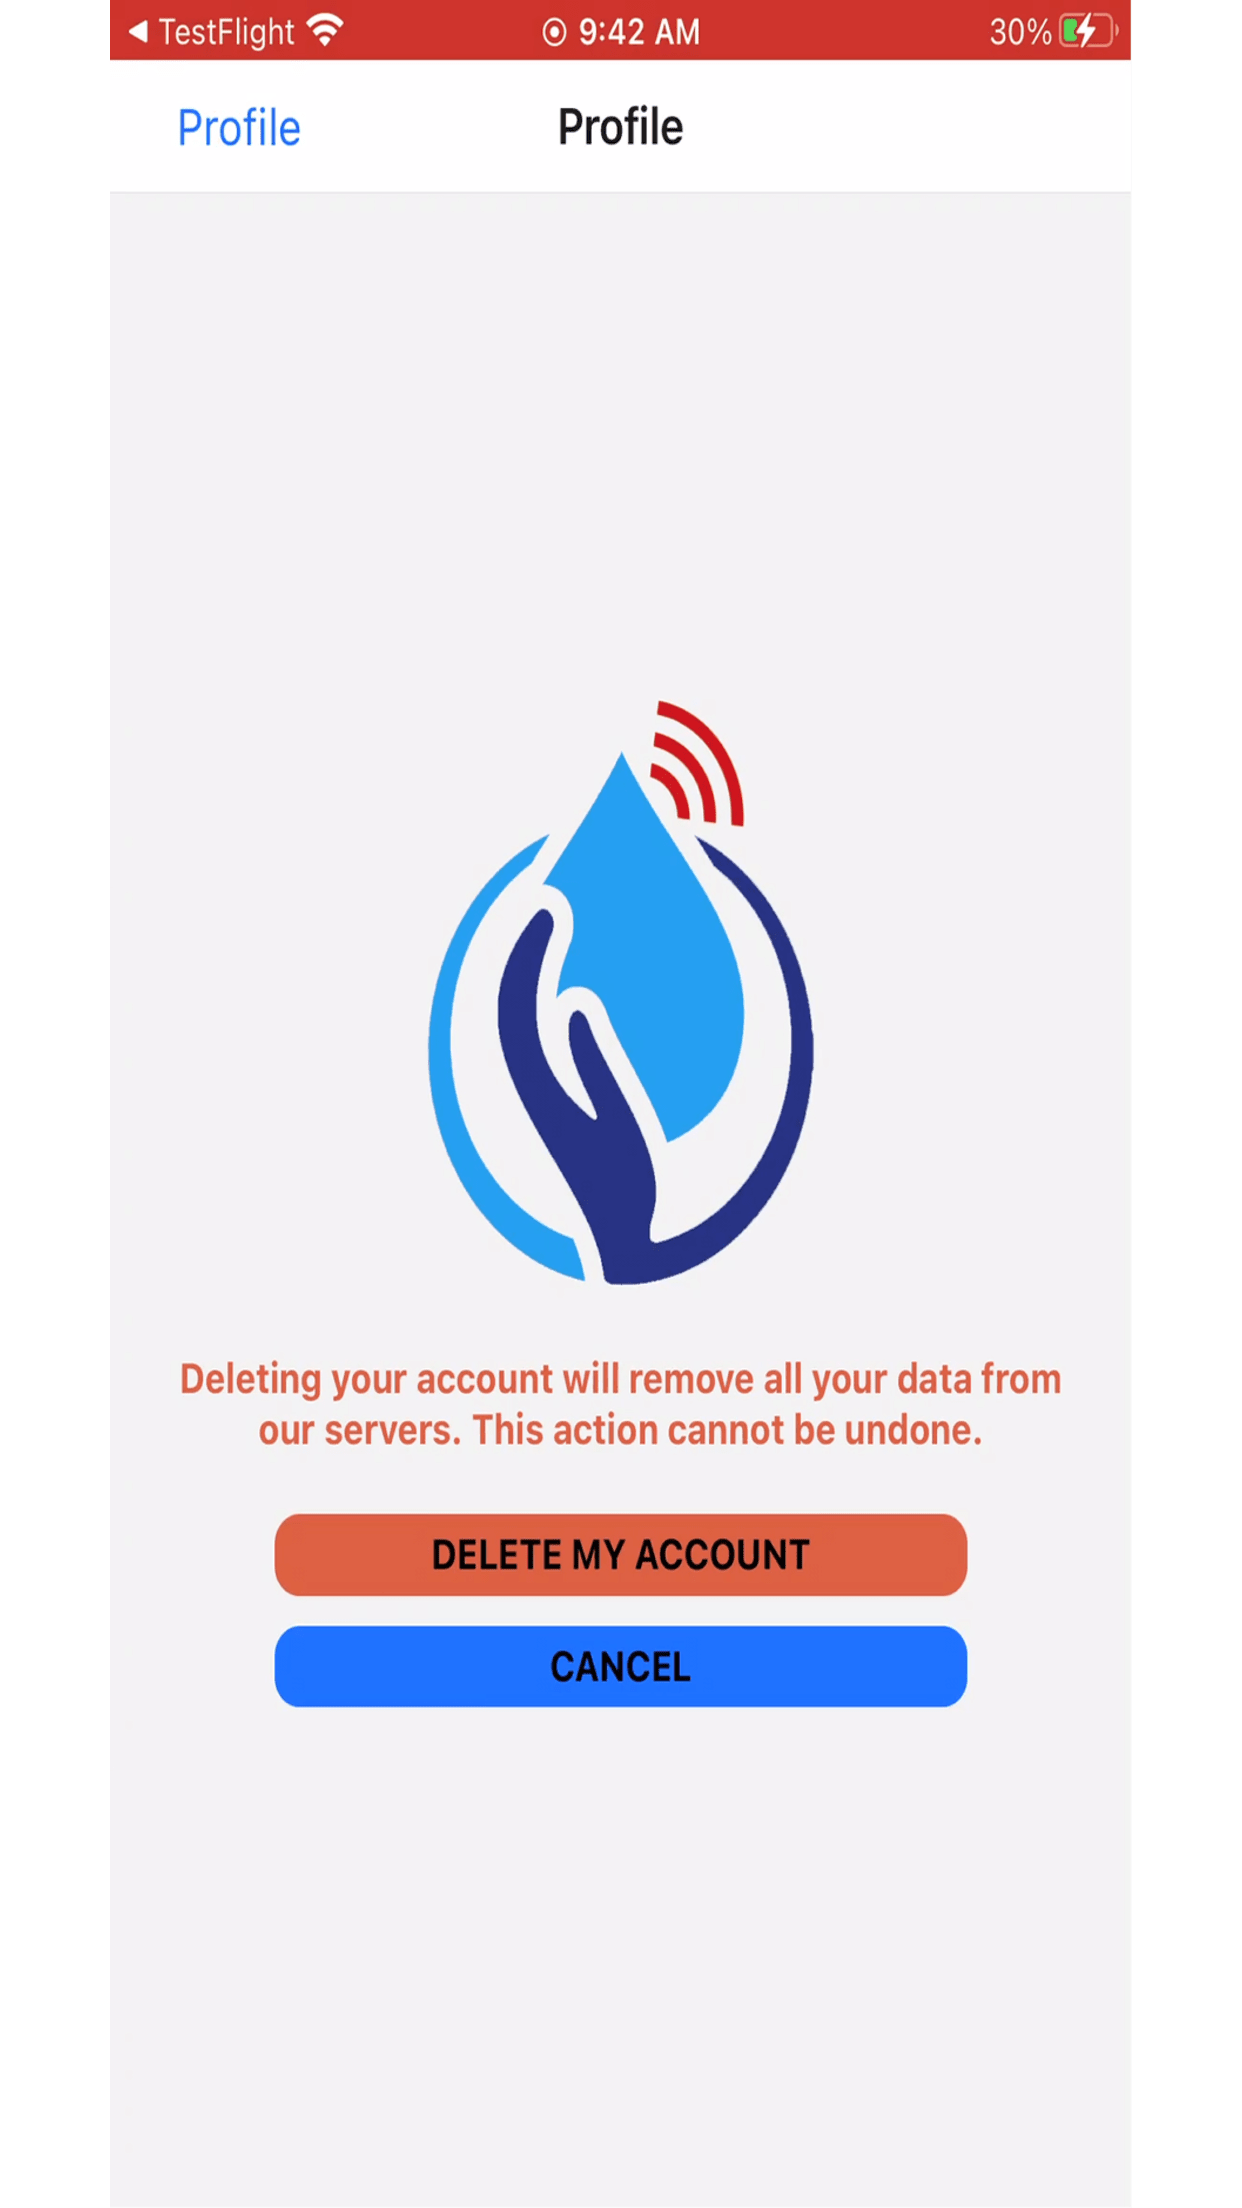 TestFlight 9:42 AM 30%
Profile Profile
Deleting your account will remove all your data from
our servers. This action cannot be undone.
DELETE MY ACCOUNT
CANCEL